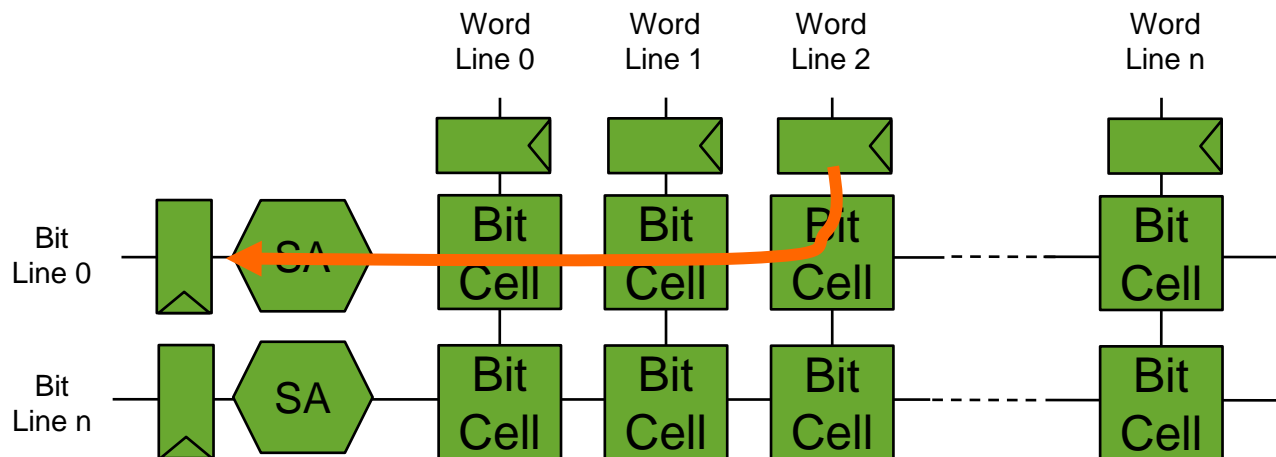 Word Line 0
Word Line 1
Word Line 2
Word Line n
Bit Line 0
SA
Bit Cell
Bit Cell
Bit Cell
Bit Cell
Bit Line n
SA
Bit Cell
Bit Cell
Bit Cell
Bit Cell